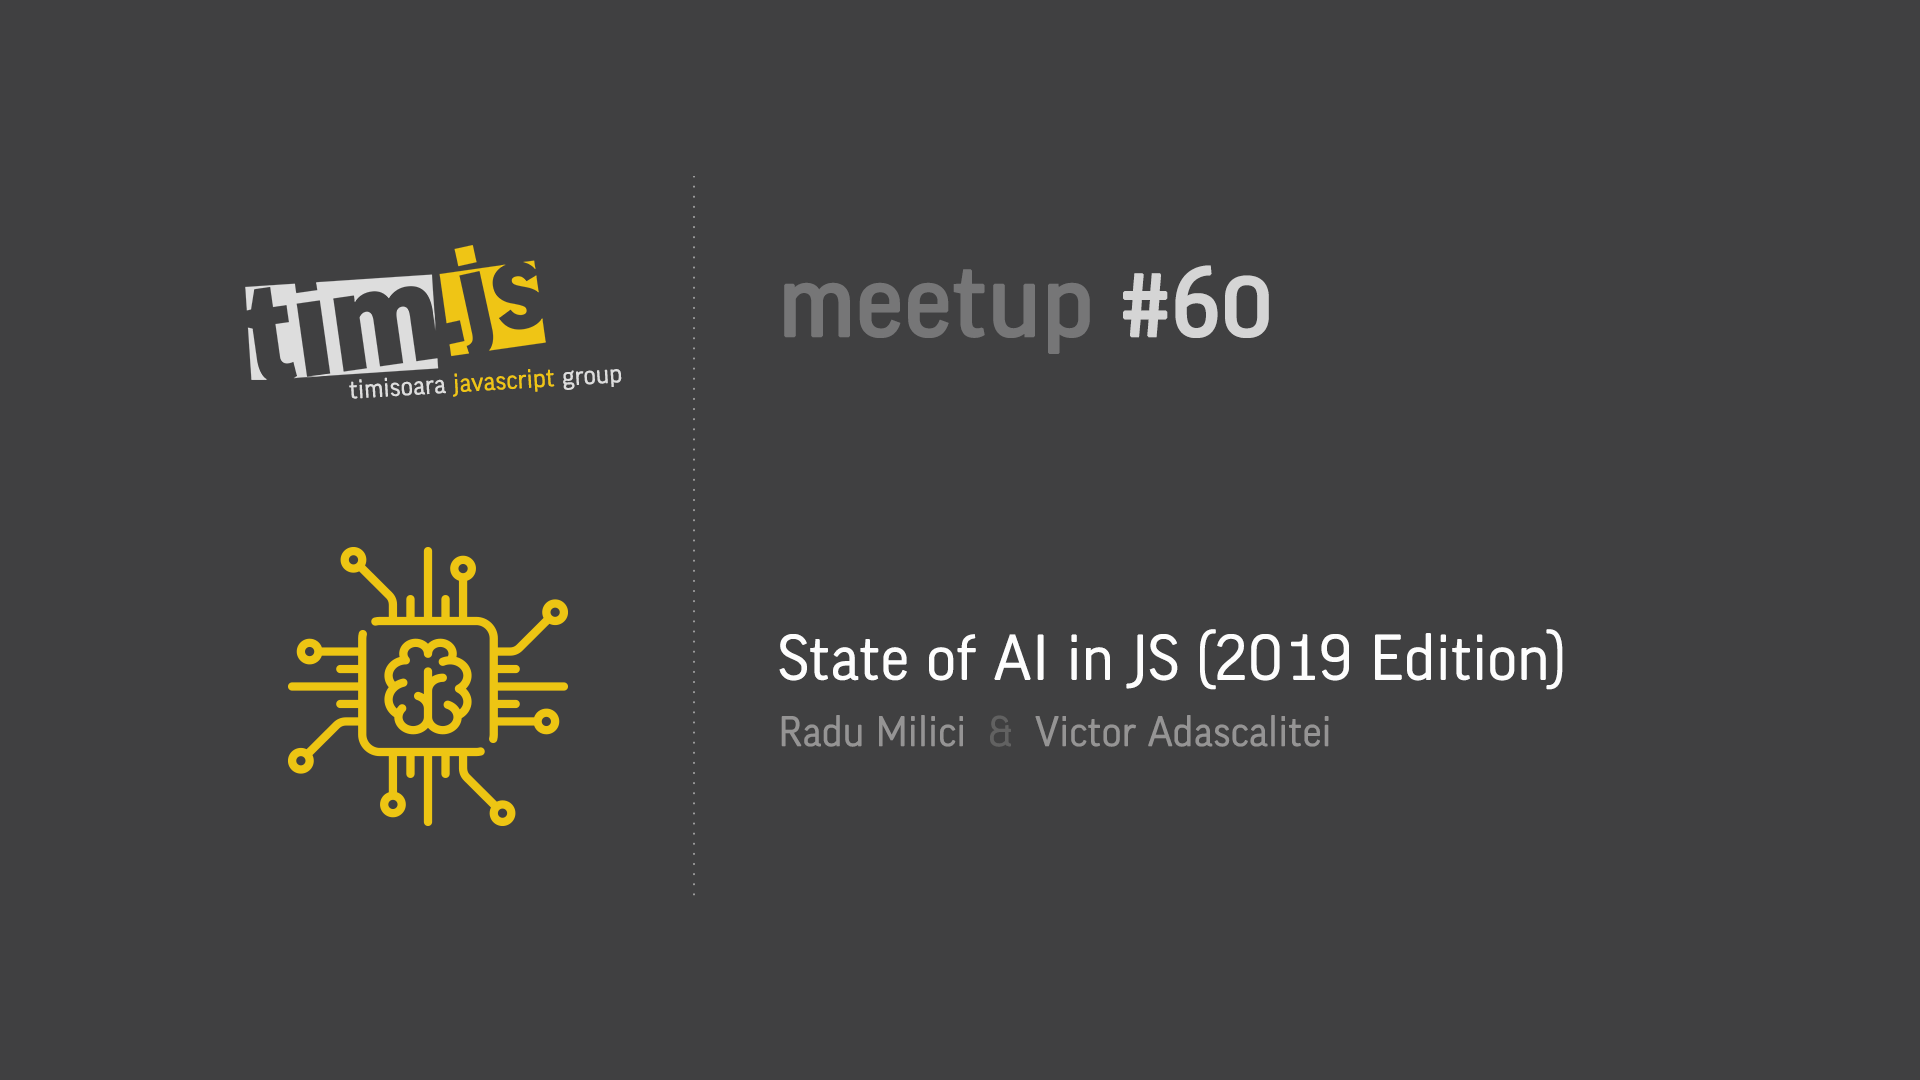 timjs
timisoara javascript group
meetup #60
State of AI in JS (2019 Edition)
Radu Milici & Victor Adascalitei